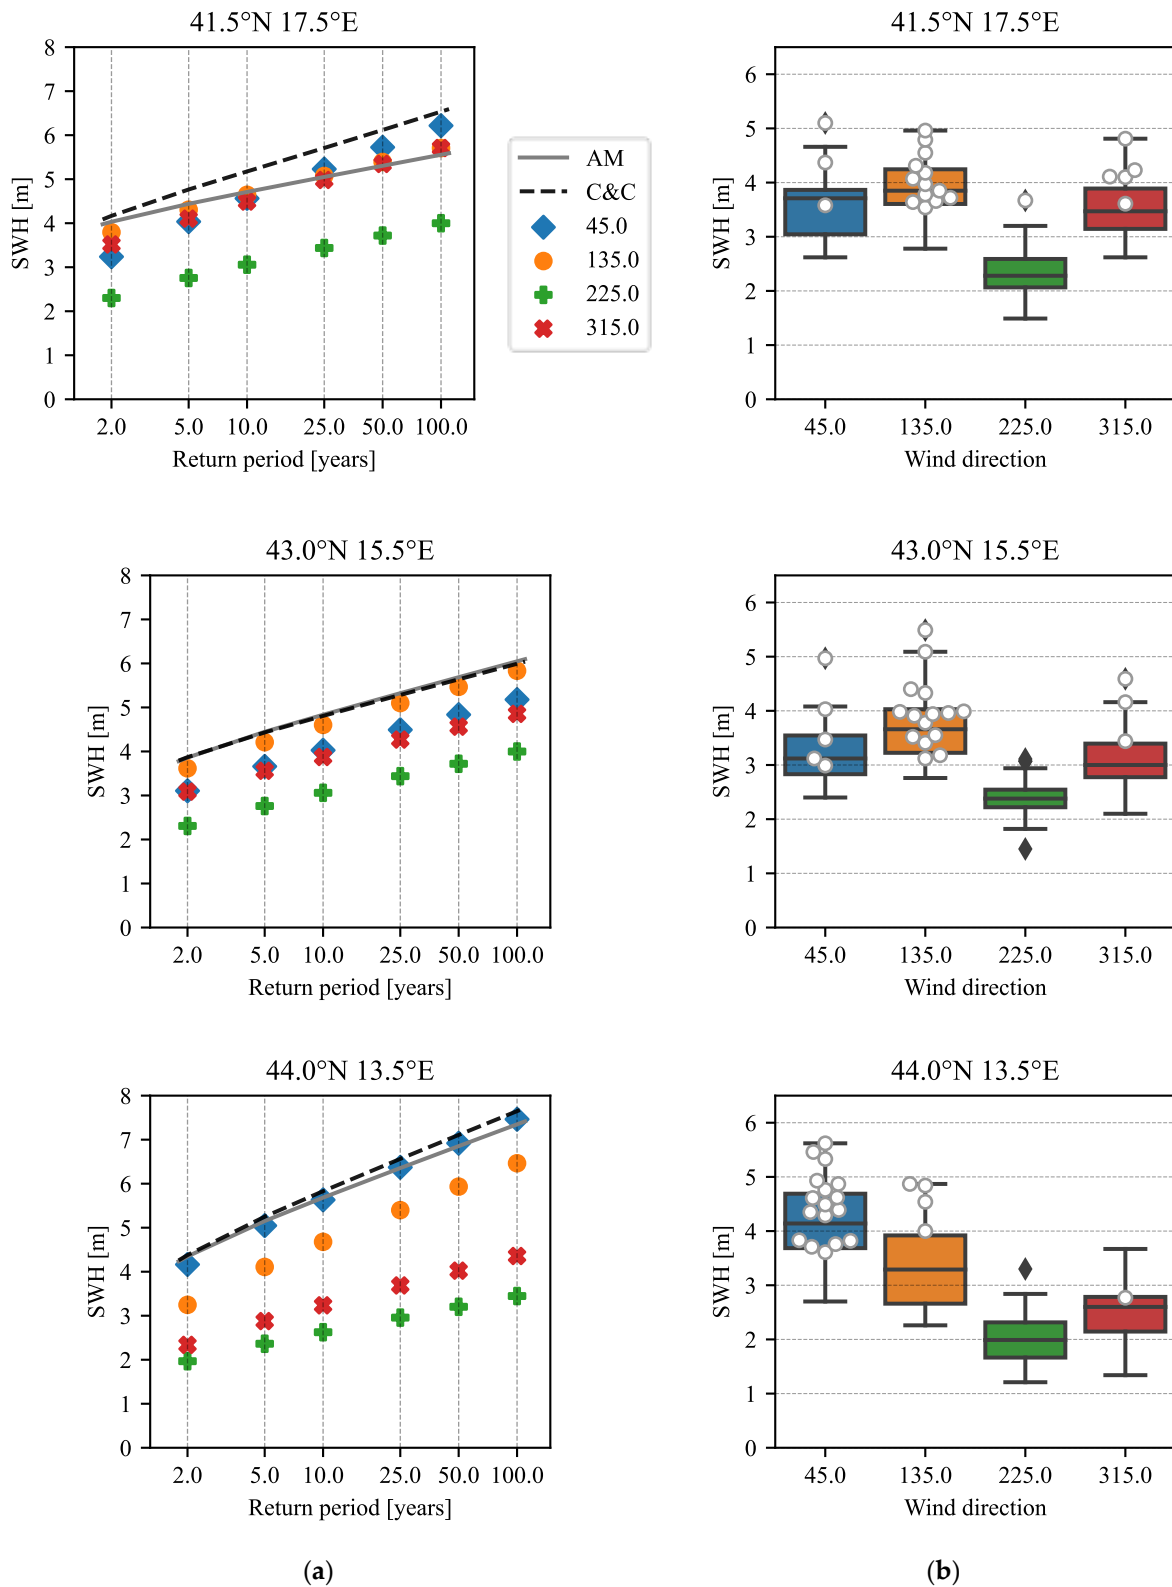 41.5°N 17.5°E
8
7
6
5
4
3
2
1
0
SWH [m]
2.0 5.0 10.0 25.0 50.0 100.0
Return period [years]
AM
C&C
45.0
135.0
225.0
315.0
41.5°N 17.5°E
6
5
4
3
2
1
0
SWH [m]
45.0 135.0 225.0 315.0
Wind direction
43.0°N 15.5°E
8
7
6
5
4
3
2
1
0
SWH [m]
2.0 5.0 10.0 25.0 50.0 100.0
Return period [years]
43.0°N 15.5°E
6
5
4
3
2
1
0
SWH [m]
45.0 135.0 225.0 315.0
Wind direction
44.0°N 13.5°E
8
7
6
5
4
3
2
1
0
SWH [m]
2.0 5.0 10.0 25.0 50.0 100.0
Return period [years]
44.0°N 13.5°E
6
5
4
3
2
1
0
SWH [m]
45.0 135.0 225.0 315.0
Wind direction
(a)
(b)